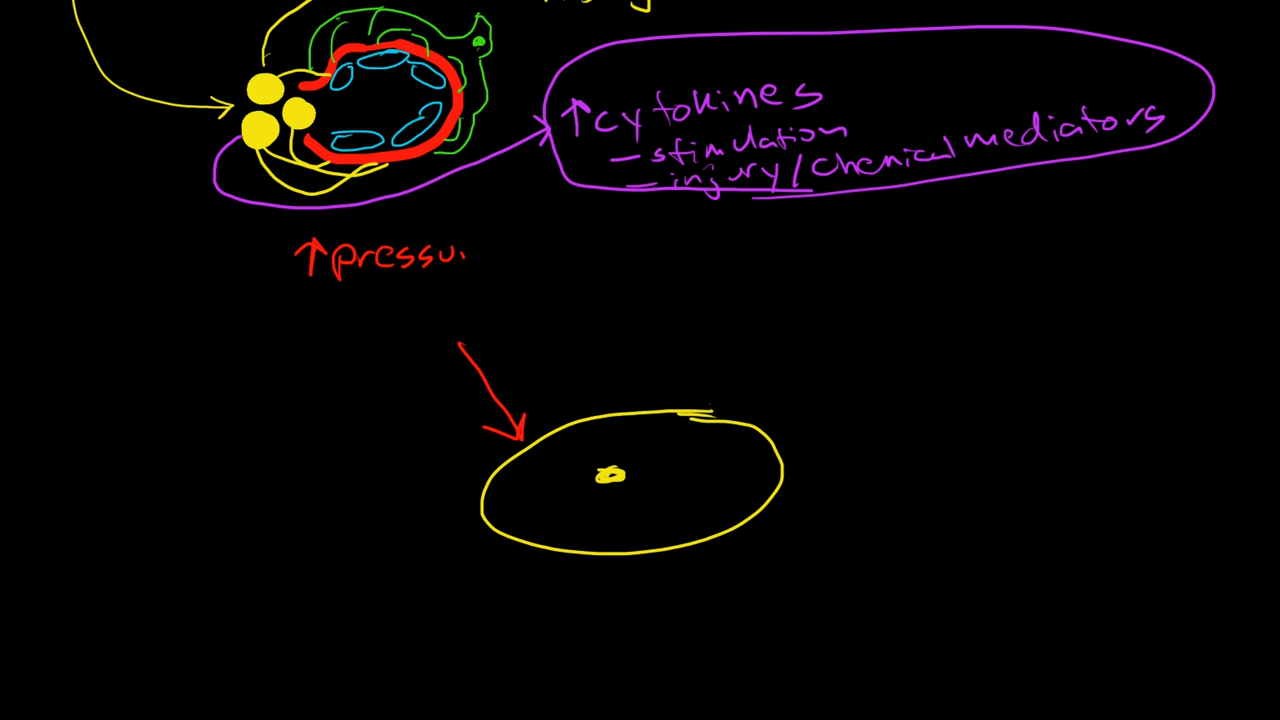 ↑cytokines
– stimulation
– injury/chemical mediators
↑pressu